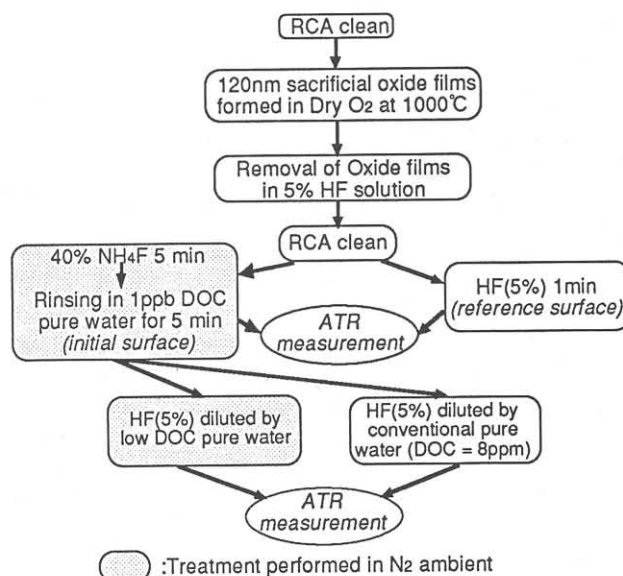 RCA clean
120nm sacrificial oxide films
formed in Dry O2 at 1000℃
Removal of Oxide films
in 5% HF solution
RCA clean
40% NH4F 5 min
Rinsing in 1ppb DOC
pure water for 5 min
(initial surface)
HF(5%) 1min
(reference surface)
ATR
measurement
HF(5%) diluted by
low DOC pure water
HF(5%) diluted by
conventional pure
water (DOC = 8ppm)
ATR
measurement
:Treatment performed in N2 ambient